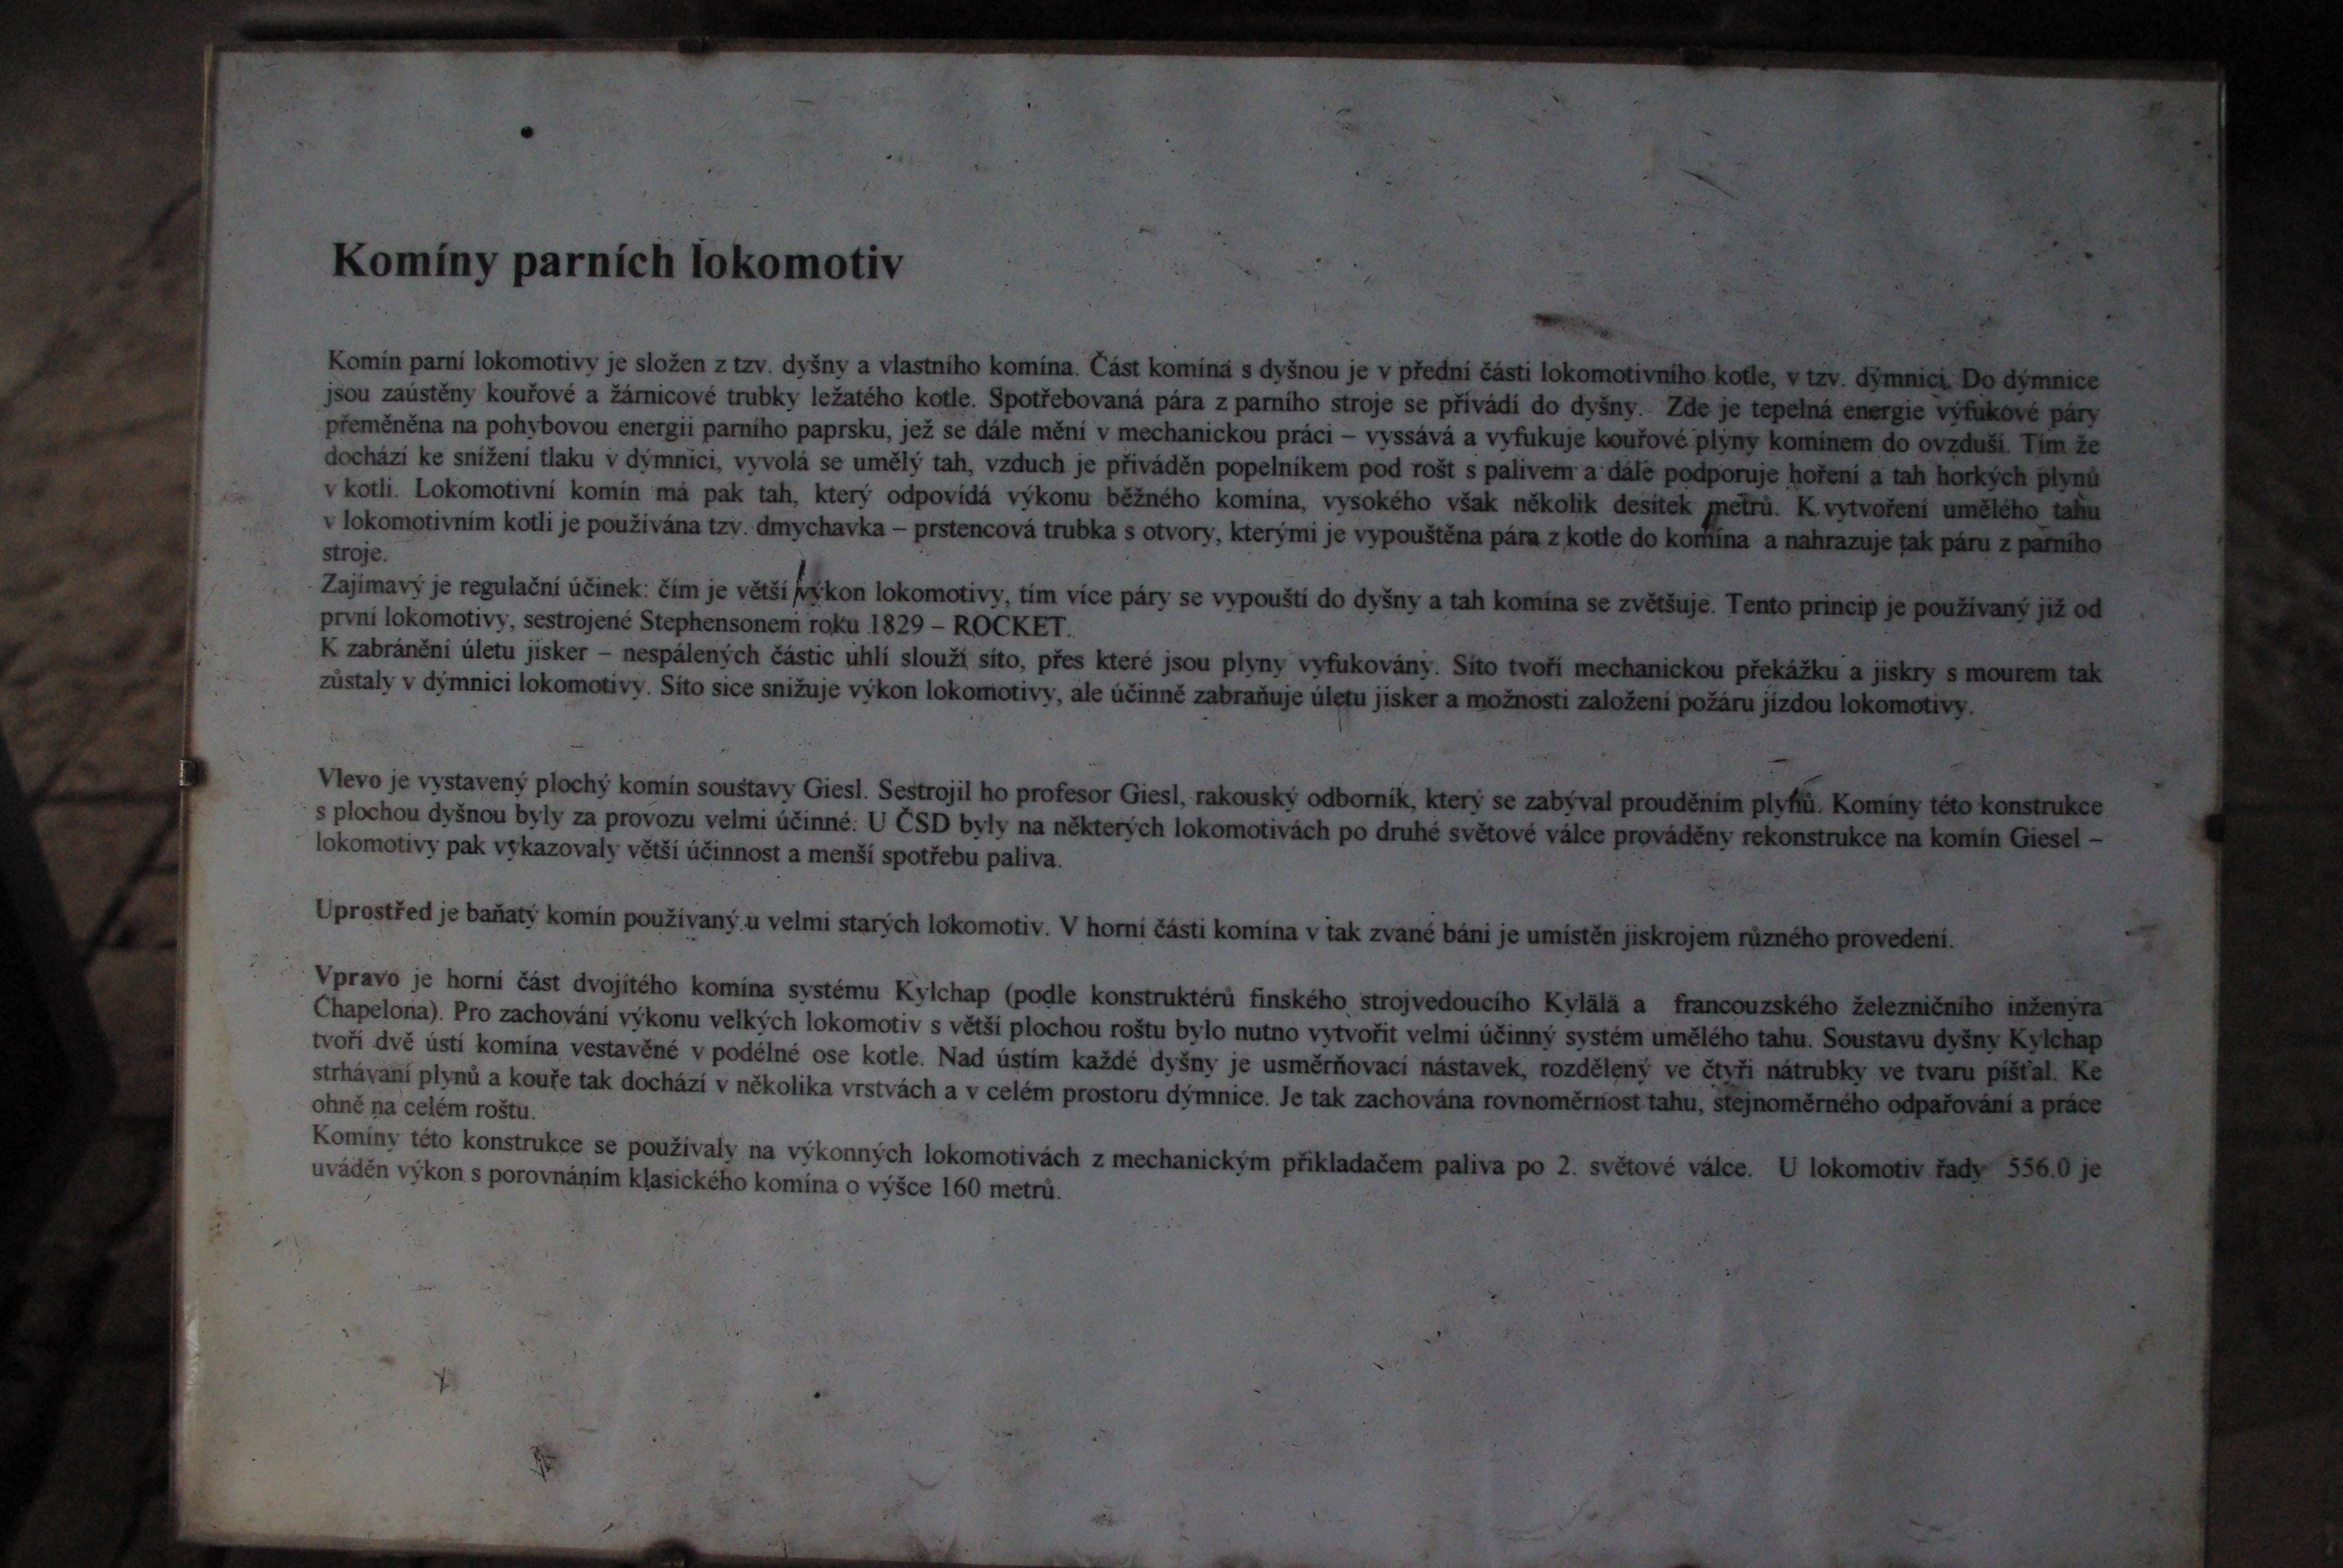 Komíny parních lokomotiv
Komín parní lokomotivy je složen z tzv. dyšny a vlastního komína. Část komína s dyšnou je v přední části lokomotivního kotle, v tzv. dýmnici. Do dýmnice
jsou zaústěny kouřové a žárnicové trubky ležatého kotle. Spotřebovaná pára z parního stroje se přivádí do dyšny. Zde je tepelná energie výfukové páry
přeměněna na pohybovou energii parního paprsku, jež se dále mění v mechanickou práci – vyssává a vyfukuje kouřové plyny komínem do ovzduší. Tím že
dochází ke snížení tlaku v dýmnici, vyvolá se umělý tah, vzduch je přiváděn popelníkem pod rošt s palivem a dále podporuje hoření a tah horkých plynů
v kotli. Lokomotivní komín má pak tah, který odpovídá výkonu běžného komína, vysokého však několik desítek metrů. K vytvoření umělého tahu
v lokomotivním kotli je používána tzv. dmychavka – prstencová trubka s otvory, kterými je vypouštěna pára z kotle do komína a nahrazuje tak páru z parního
stroje.
Zajímavý je regulační účinek: čím je větší výkon lokomotivy, tím více páry se vypouští do dyšny a tah komína se zvětšuje. Tento princip je používaný již od
první lokomotivy, sestrojené Stephensonem roku 1829 – ROCKET.
K zabránění úletu jisker – nespálených částic uhlí slouží síto, přes které jsou plyny vyfukovány. Síto tvoří mechanickou překážku a jiskry s mourem tak
zůstaly v dýmnici lokomotivy. Síto sice snižuje výkon lokomotivy, ale účinně zabraňuje úletu jisker a možnosti založení požáru jízdou lokomotivy.
Vlevo je vystavený plochý komín soustavy Giesl. Sestrojil ho profesor Giesl, rakouský odborník, který se zabýval prouděním plynů. Komíny této konstrukce
s plochou dyšnou byly za provozu velmi účinné. U ČSD byly na některých lokomotivách po druhé světové válce prováděny rekonstrukce na komín Giesel –
lokomotivy pak vykazovaly větší účinnost a menší spotřebu paliva.
Uprostřed je baňatý komín používaný u velmi starých lokomotiv. V horní části komína v tak zvané báni je umístěn jiskrojem různého provedení.
Vpravo je horní část dvojitého komína systému Kylchap (podle konstruktérů finského strojvedoucího Kylälä a francouzského železničního inženýra
Chapelona). Pro zachování výkonu velkých lokomotiv s větší plochou roštu bylo nutno vytvořit velmi účinný systém umělého tahu. Soustavu dyšny Kylchap
tvoří dvě ústí komína vestavěné v podélné ose kotle. Nad ústím každé dyšny je usměrňovací nástavek, rozdělený ve čtyři nátrubky ve tvaru píšťal. Ke
strhávaní plynů a kouře tak dochází v několika vrstvách a v celém prostoru dýmnice. Je tak zachována rovnoměrnost tahu, stejnoměrného odpařování a práce
ohně na celém roštu.
Komíny této konstrukce se používaly na výkonných lokomotivách z mechanickým přikladačem paliva po 2. světové válce. U lokomotiv řady 556.0 je
uváděn výkon s porovnáním klasického komína o výšce 160 metrů.